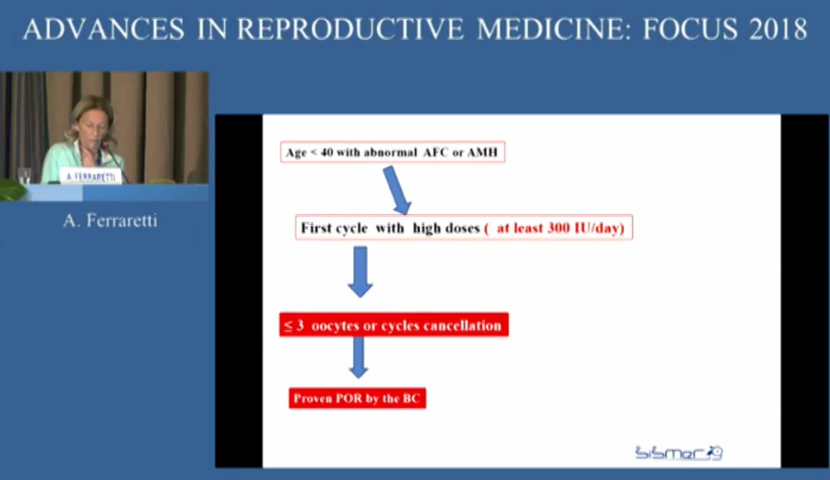 ADVANCES IN REPRODUCTIVE MEDICINE: FOCUS 2018
A. FERRARETTI
A. Ferraretti
Age < 40 with abnormal AFC or AMH
First cycle with high doses ( at least 300 IU/day)
≤ 3 oocytes or cycles cancellation
Proven POR by the BC
SiSmer